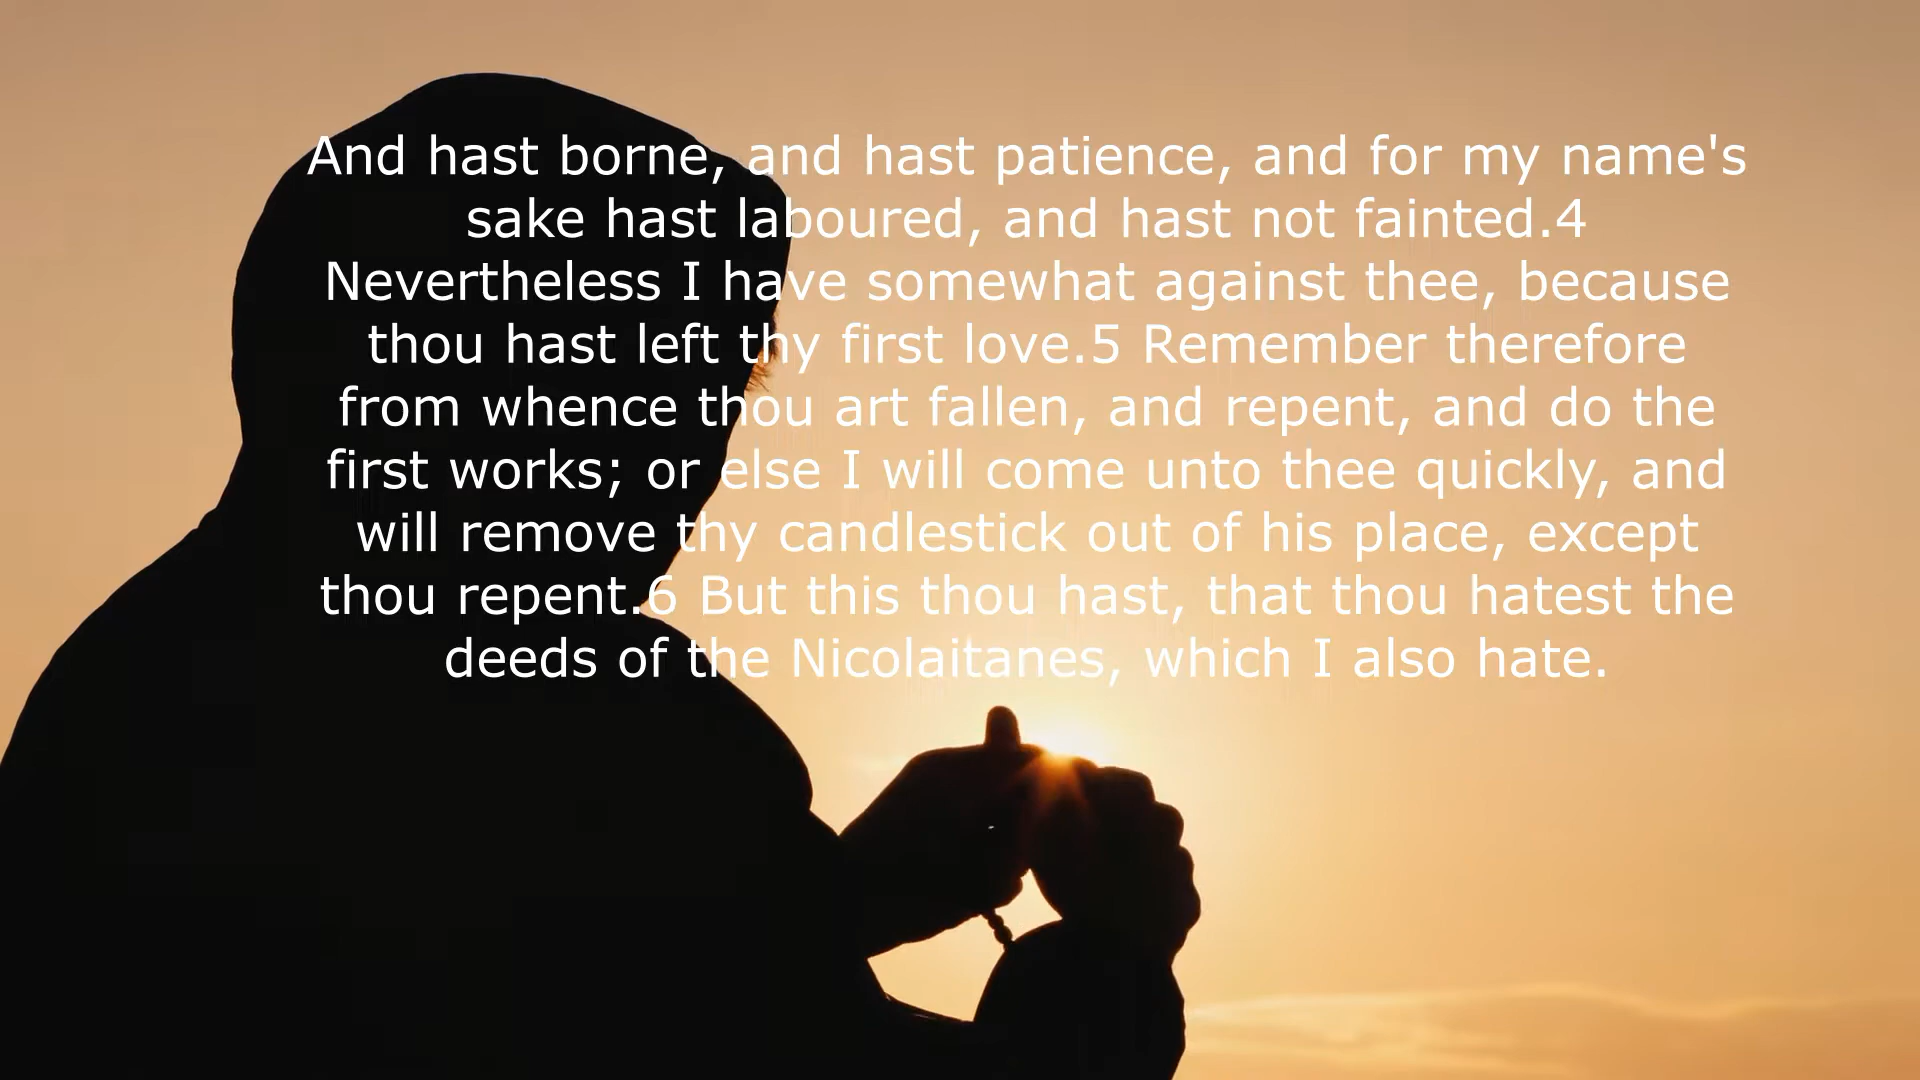 And hast borne, and hast patience, and for my name's
sake hast laboured, and hast not fainted.4
Nevertheless I have somewhat against thee, because
thou hast left thy first love.5 Remember therefore
from whence thou art fallen, and repent, and do the
first works; or else I will come unto thee quickly, and
will remove thy candlestick out of his place, except
thou repent.6 But this thou hast, that thou hatest the
deeds of the Nicolaitanes, which I also hate.